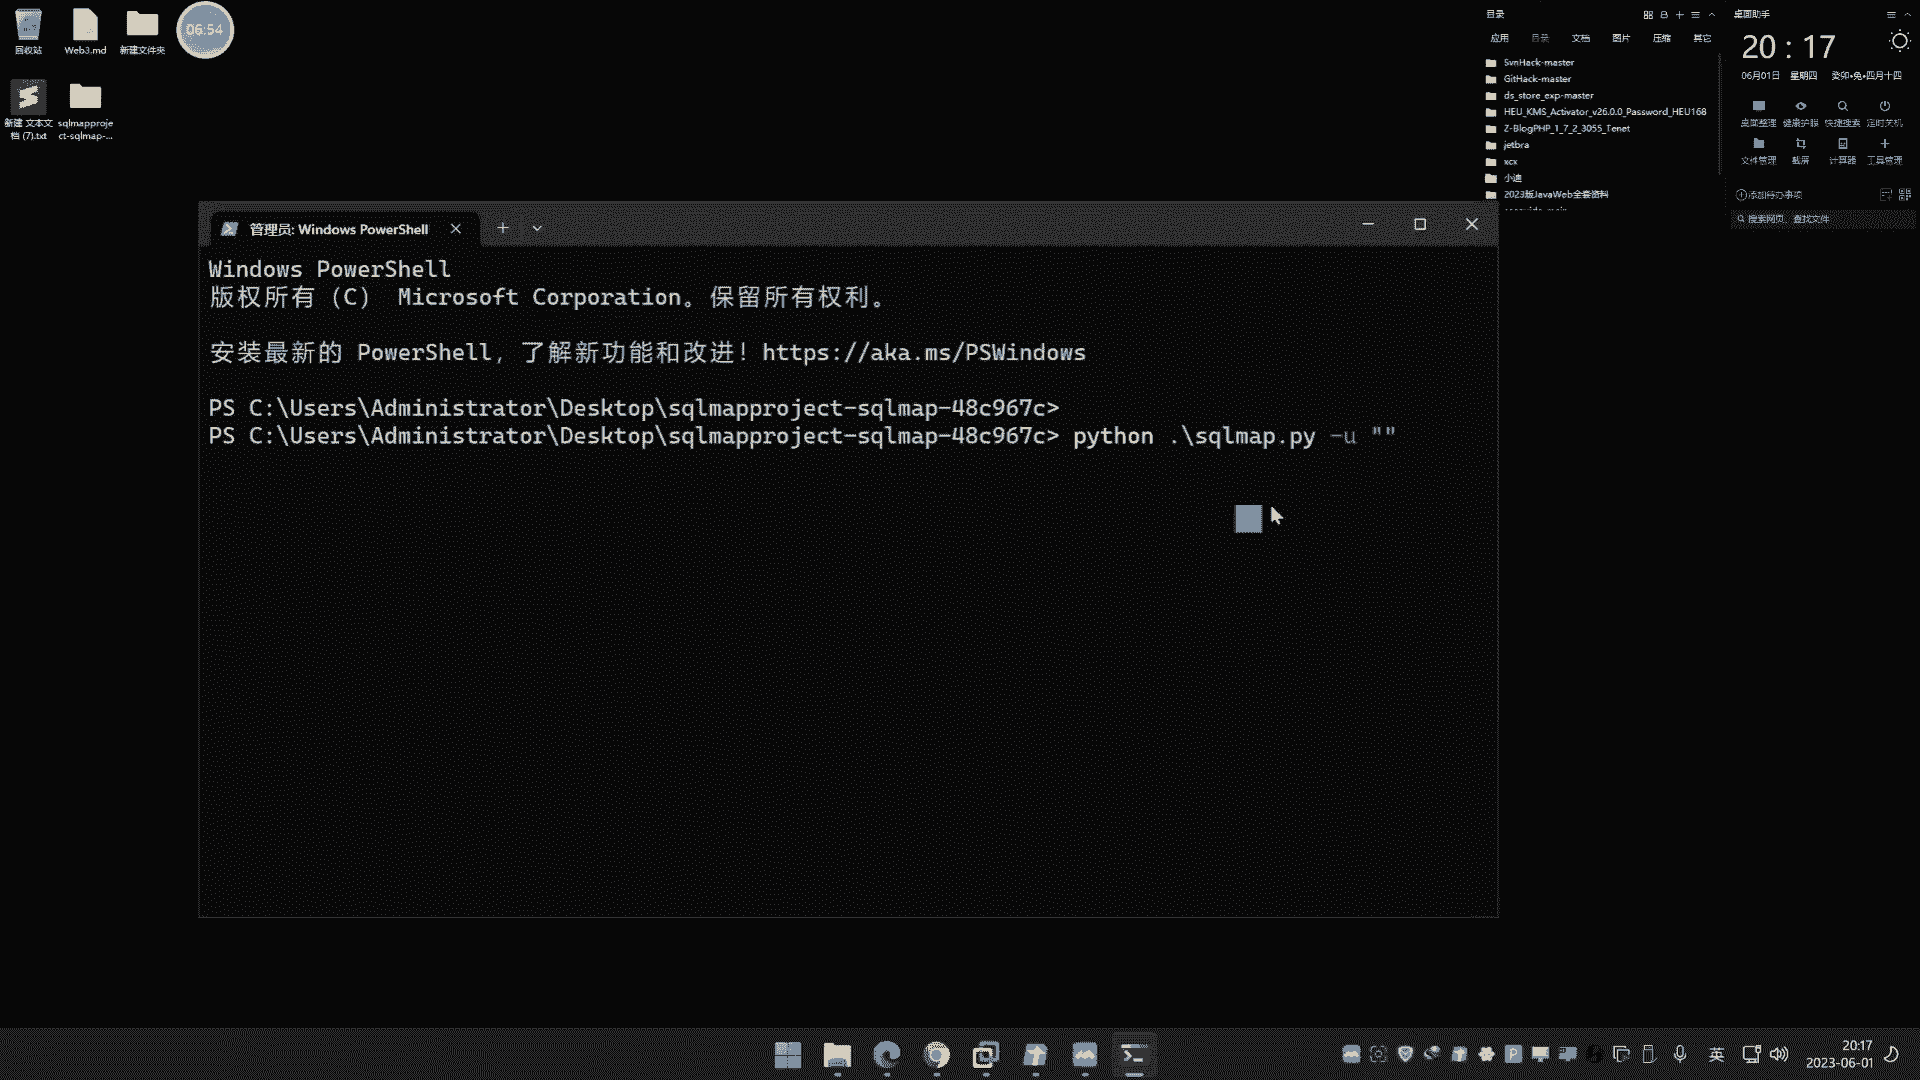 回收站
Web3.md
新建文件夹
06:54
新建 文本文
档 (7).txt
sqlmapproje
ct-sqlmap-...
目录
应用 目录 文档 图片 压缩 其它
SvnHack-master
GitHack-master
ds_store_exp-master
HEU_KMS_Activator_v26.0.0_Password_HEU168
Z-BlogPHP_1_7_2_3055_Tenet
jetbra
xcx
小迪
2023版JavaWeb全套资料
桌面助手
20 : 17
06月01日 星期四 癸卯•兔•四月十四
桌面整理 健康护眼 快捷搜索 定时关机
文件管理 截屏 计算器 工具管理
添加待办事项
搜索网页、查找文件
管理员: Windows PowerShell
Windows PowerShell
版权所有 (C) Microsoft Corporation。保留所有权利。
安装最新的 PowerShell，了解新功能和改进！https://aka.ms/PSWindows
PS C:\Users\Administrator\Desktop\sqlmapproject-sqlmap-48c967c>
PS C:\Users\Administrator\Desktop\sqlmapproject-sqlmap-48c967c> python .\sqlmap.py -u ""
英
20:17
2023-06-01